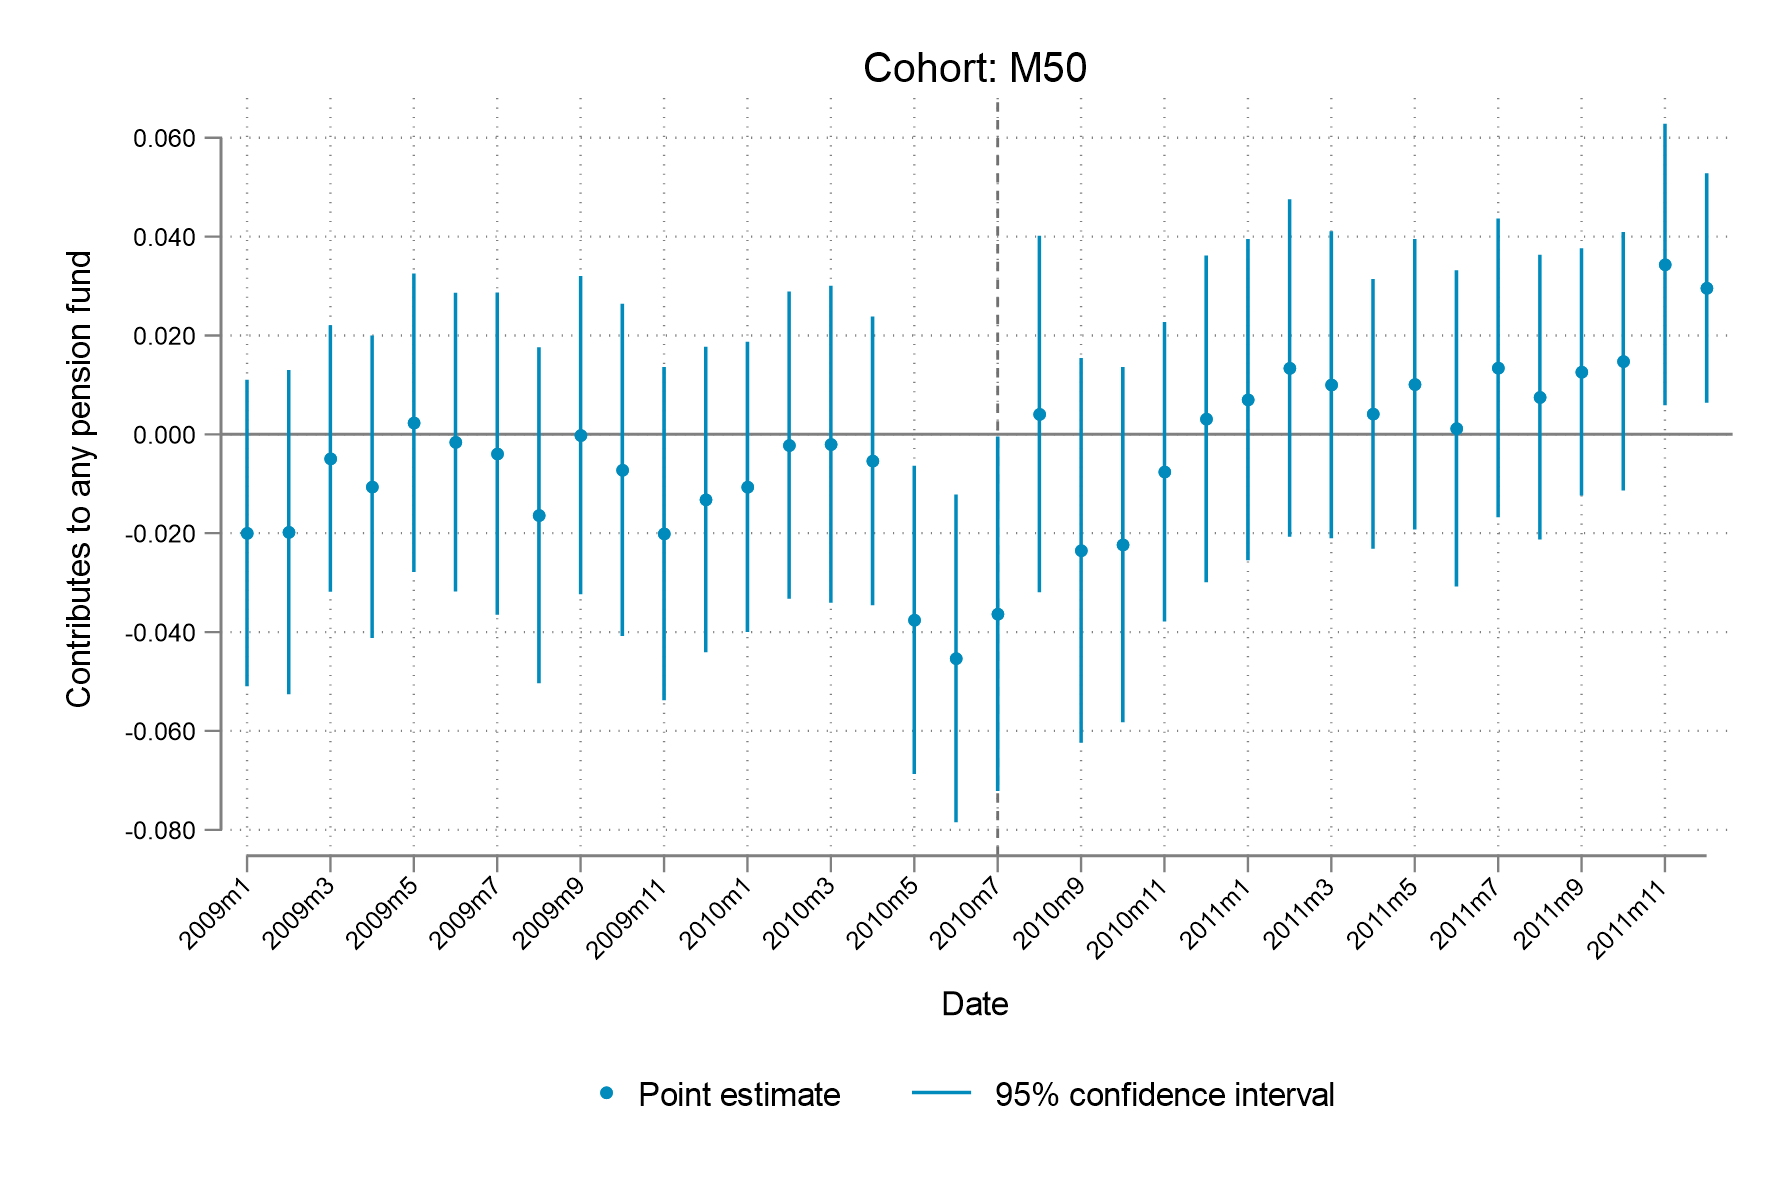 Cohort: M50
Contributes to any pension fund
0.060
0.040
0.020
0.000
-0.020
-0.040
-0.060
-0.080
2009m1
2009m3
2009m5
2009m7
2009m9
2009m11
2010m1
2010m3
2010m5
2010m7
2010m9
2010m11
2011m1
2011m3
2011m5
2011m7
2011m9
2011m11
Date
Point estimate
95% confidence interval